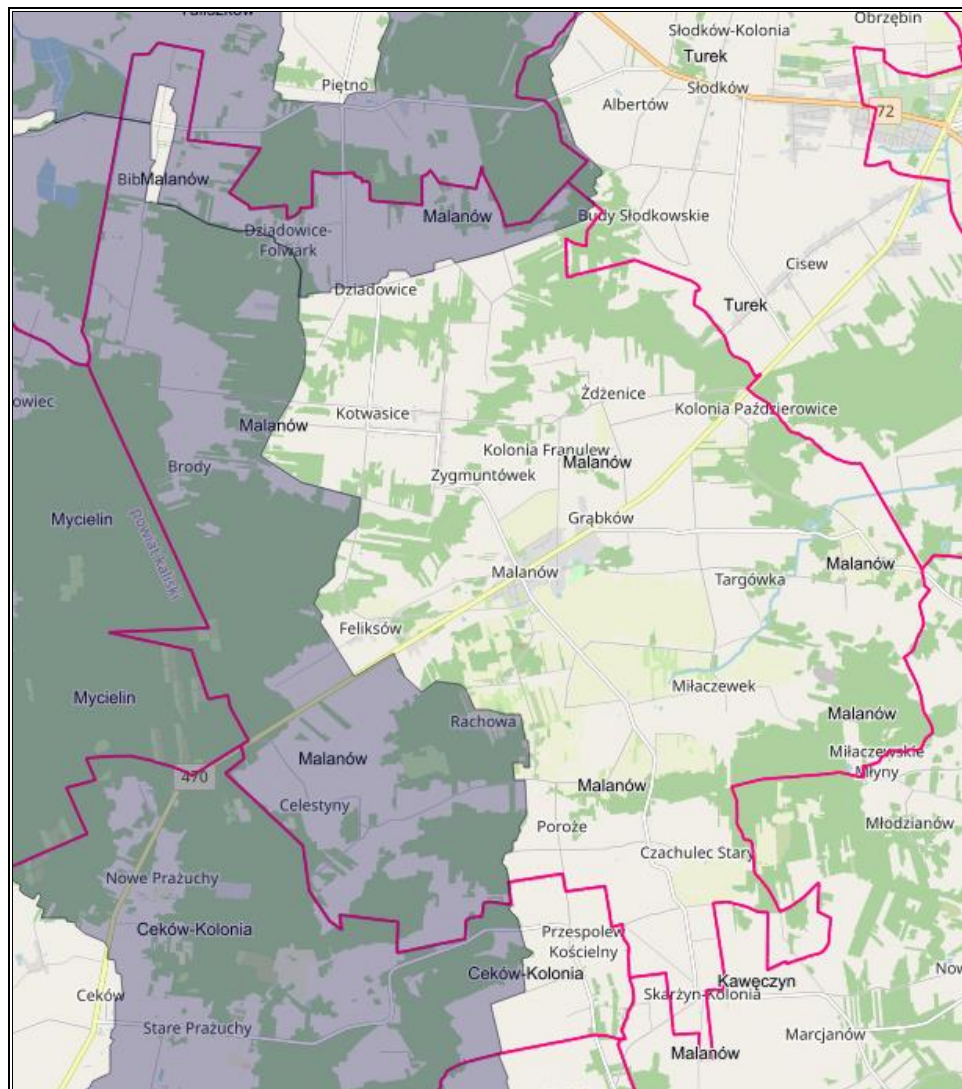 Tuliszków
Obrzębin
Słodków-Kolonia
Turek
Piętno
Słodków
Albertów
72
BibMalanów
Malanów
Budy Słodkowskie
Dziadowice-
Folwark
Cisew
Dziadowice
Turek
Żdżenice
owiec
Kotwasice
Kolonia Paździerowice
Malanów
Kolonia Franulew
Malanów
Brody
Zygmuntówek
Mycielin
powiat kaliski
Grąbków
Malanów
Malanów
Targówka
Feliksów
Miłaczewek
Mycielin
Rachowa
Malanów
Malanów
Miłaczewskie
Młyny
470
Malanów
Celestyny
Poroże
Młodzianów
Czachulec Stary
Nowe Prażuchy
Ceków-Kolonia
Przespolew
Kościelny
Ceków-Kolonia
Now
Kawęczyn
Ceków
Skarżyn-Kolonia
Stare Prażuchy
Marcjanów
Malanów